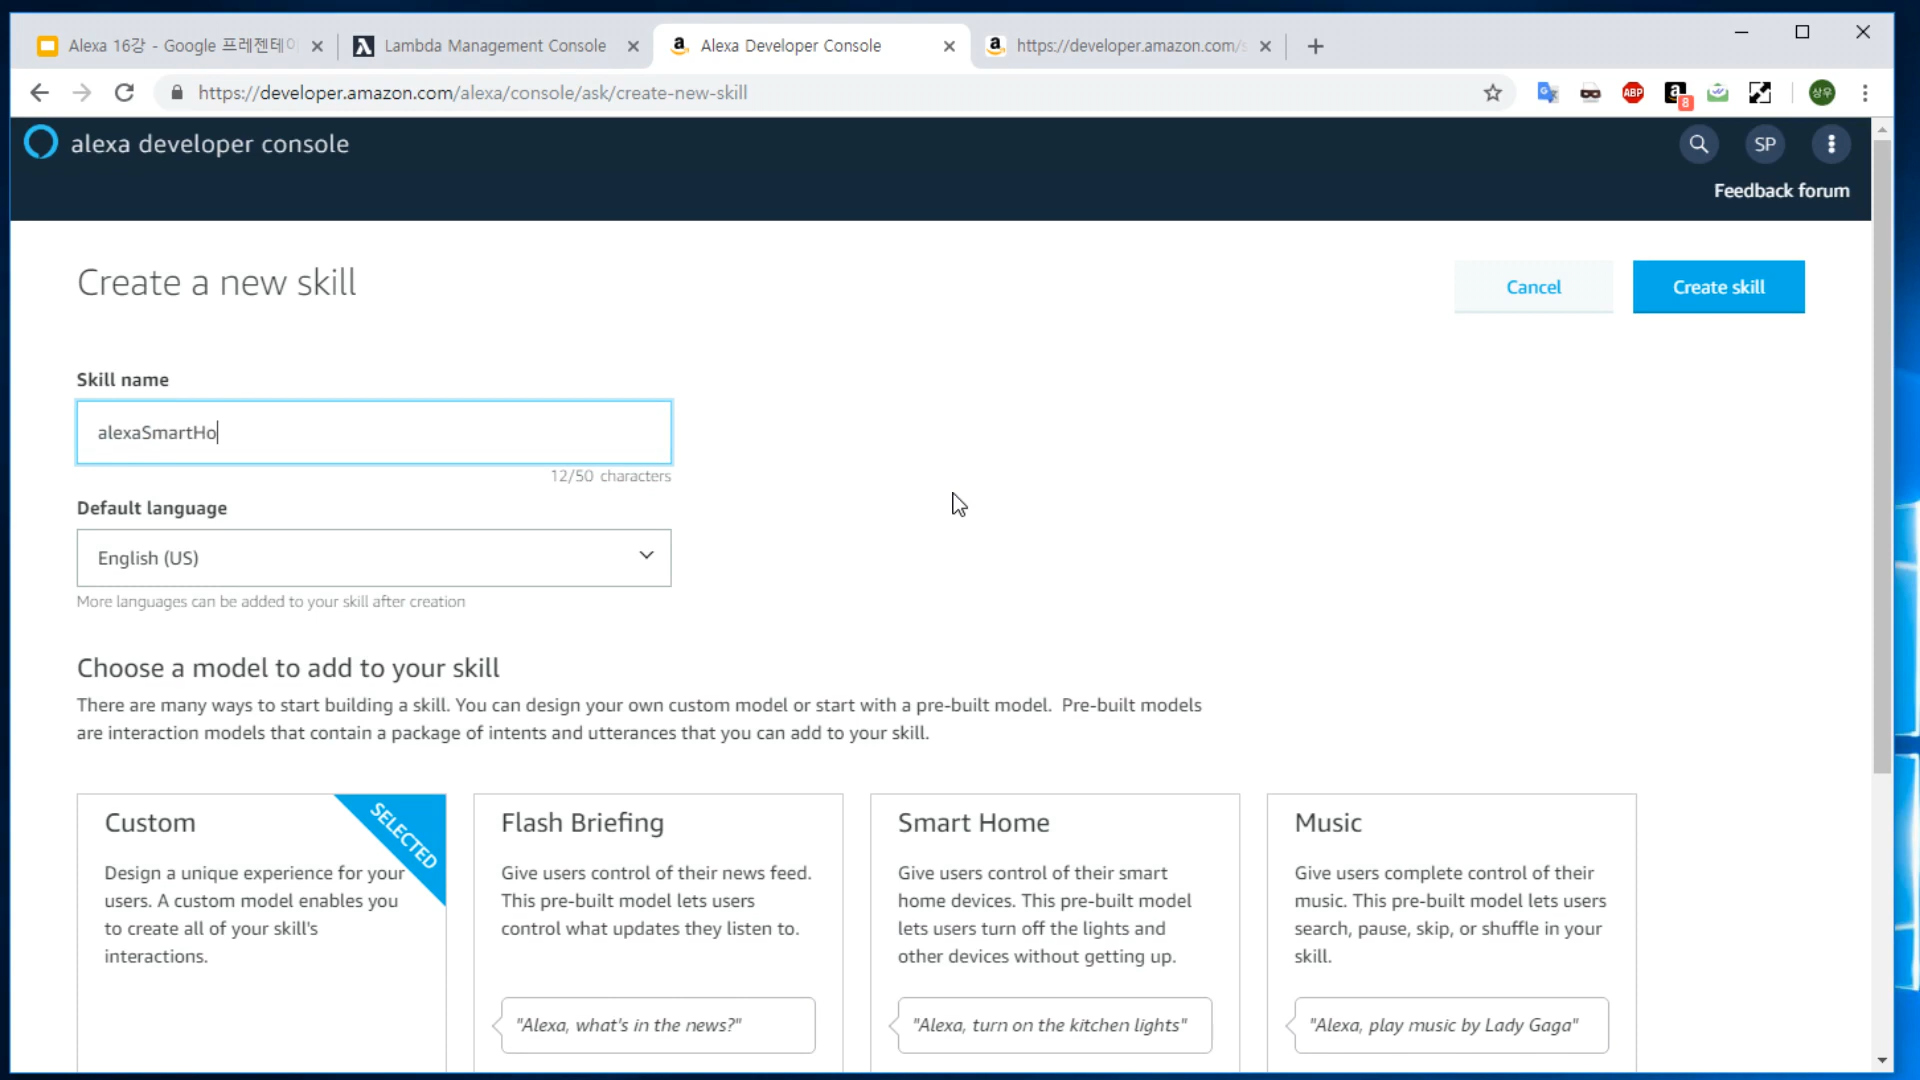 Alexa 16강 - Google 프레젠테이
Lambda Management Console
Alexa Developer Console
https://developer.amazon.com/s
https://developer.amazon.com/alexa/console/ask/create-new-skill
ABP
8
상우
alexa developer console
SP
Feedback forum
Create a new skill
Cancel
Create skill
Skill name
alexaSmartHo
12/50 characters
Default language
English (US)
More languages can be added to your skill after creation
Choose a model to add to your skill
There are many ways to start building a skill. You can design your own custom model or start with a pre-built model. Pre-built models
are interaction models that contain a package of intents and utterances that you can add to your skill.
Custom
SELECTED
Design a unique experience for your
users. A custom model enables you
to create all of your skill's
interactions.
Flash Briefing
Give users control of their news feed.
This pre-built model lets users
control what updates they listen to.
"Alexa, what's in the news?"
Smart Home
Give users control of their smart
home devices. This pre-built model
lets users turn off the lights and
other devices without getting up.
"Alexa, turn on the kitchen lights"
Music
Give users complete control of their
music. This pre-built model lets users
search, pause, skip, or shuffle in your
skill.
"Alexa, play music by Lady Gaga"